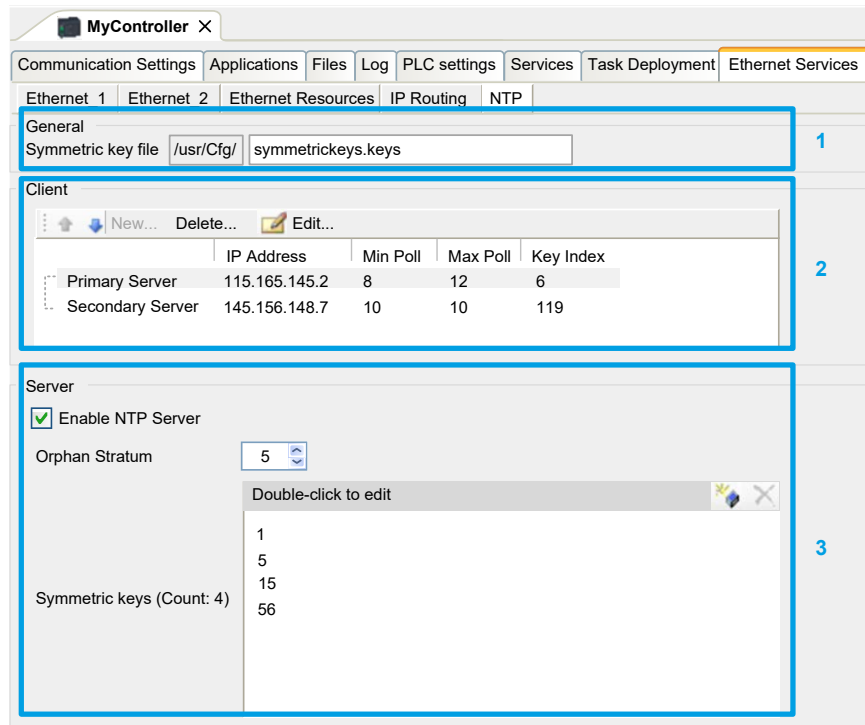 MyController X
Communication Settings Applications Files Log PLC settings Services Task Deployment Ethernet Services
Ethernet_1 Ethernet_2 Ethernet Resources IP Routing NTP
General
Symmetric key file /usr/Cfg/ symmetrickeys.keys
1
Client
New... Delete... Edit...
IP Address Min Poll Max Poll Key Index
Primary Server 115.165.145.2 8 12 6
Secondary Server 145.156.148.7 10 10 119
2
Server
Enable NTP Server
Orphan Stratum 5
Double-click to edit
1
5
15
56
Symmetric keys (Count: 4)
3